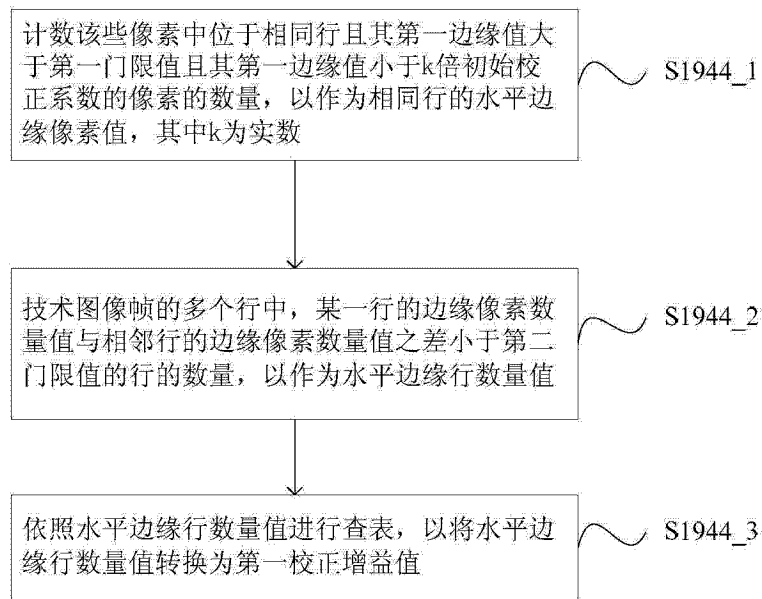 计数该些像素中位于相同行且其第一边缘值大
于第一门限值且其第一边缘值小于k倍初始校
正系数的像素的数量，以作为相同行的水平边
缘像素值，其中k为实数
S1944_1
技术图像帧的多个行中，某一行的边缘像素数
量值与相邻行的边缘像素数量值之差小于第二
门限值的行的数量，以作为水平边缘行数量值
S1944_2
依照水平边缘行数量值进行查表，以将水平边
缘行数量值转换为第一校正增益值
S1944_3